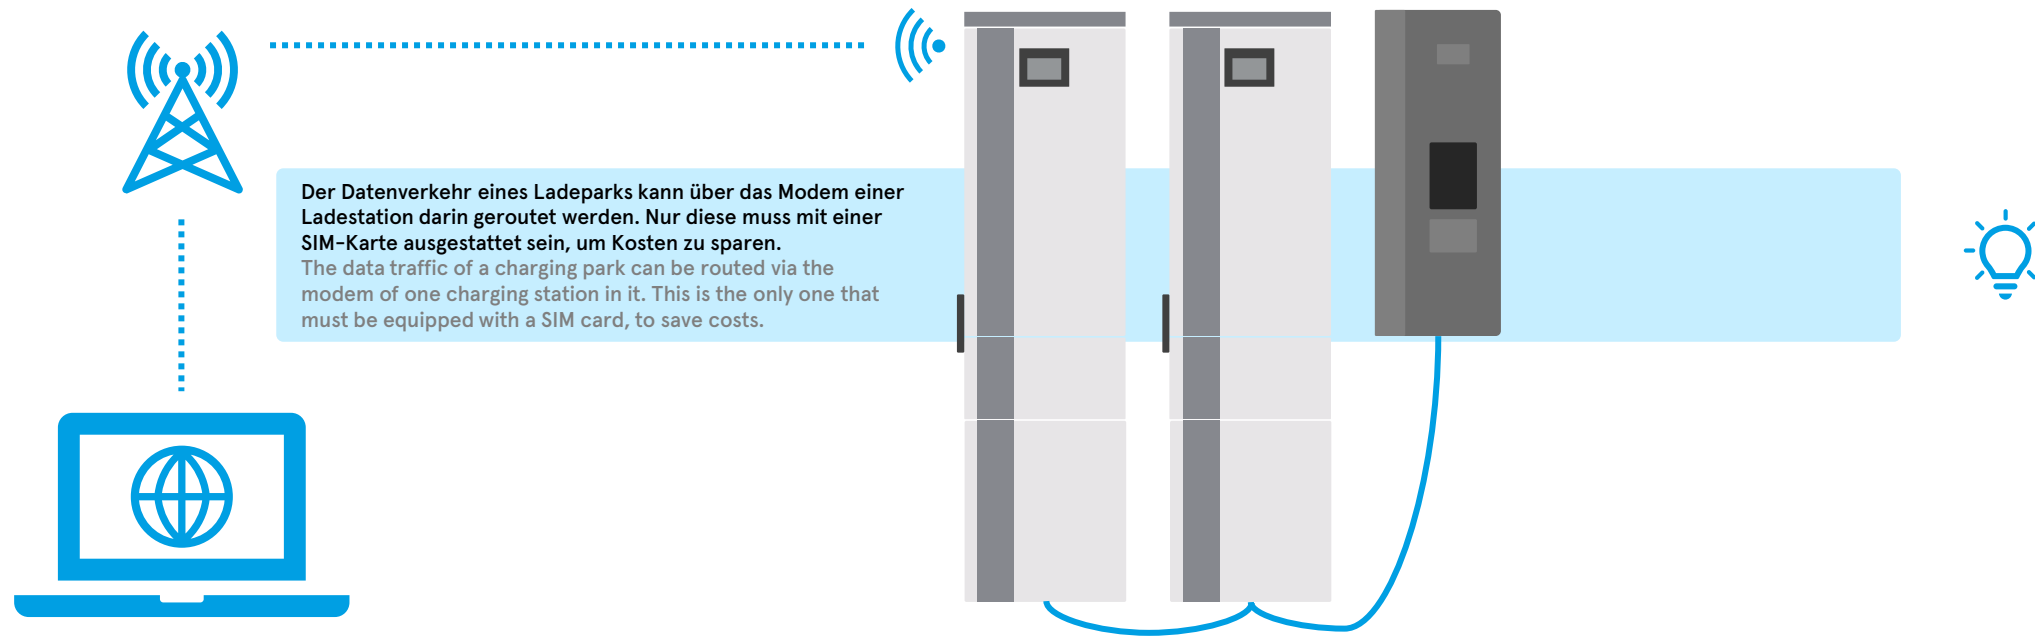 Der Datenverkehr eines Ladeparks kann über das Modem einer
Ladestation darin geroutet werden. Nur diese muss mit einer
SIM-Karte ausgestattet sein, um Kosten zu sparen.
The data traffic of a charging park can be routed via the
modem of one charging station in it. This is the only one that
must be equipped with a SIM card, to save costs.